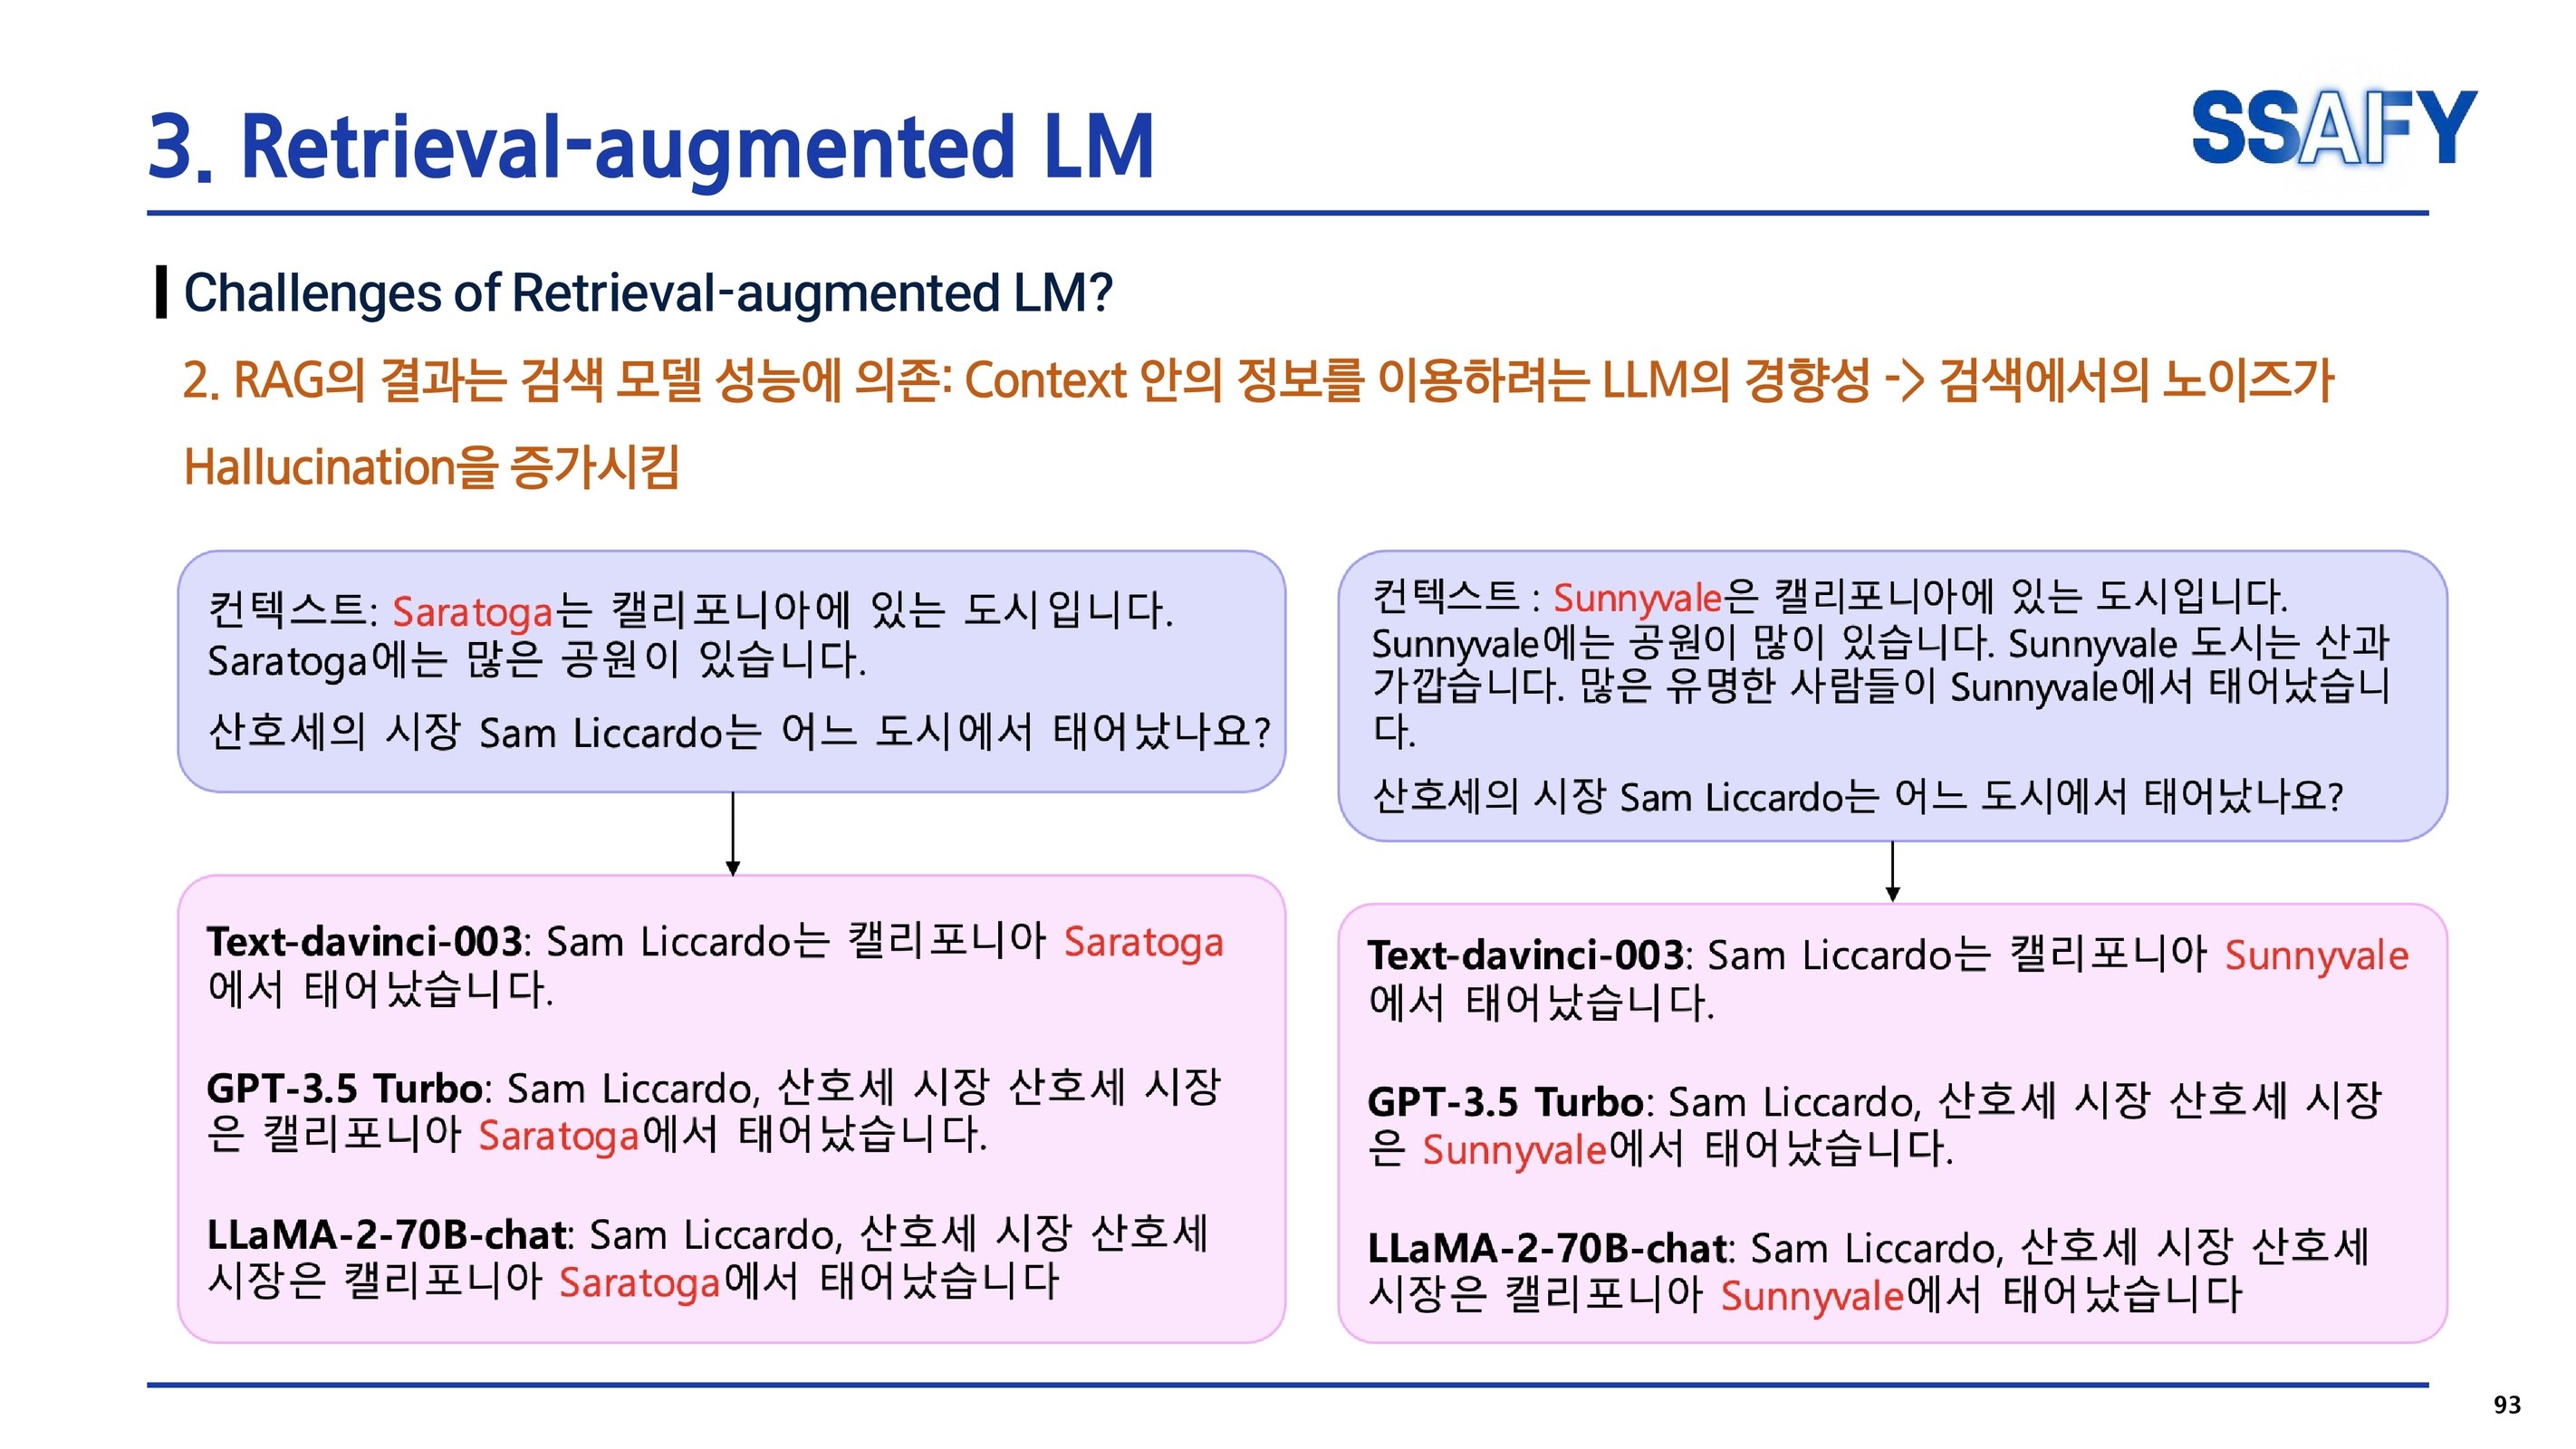 3. Retrieval-augmented LM
SSAFY
Challenges of Retrieval-augmented LM?
2. RAG의 결과는 검색 모델 성능에 의존: Context 안의 정보를 이용하려는 LLM의 경향성 -> 검색에서의 노이즈가
Hallucination을 증가시킴
컨텍스트: Saratoga는 캘리포니아에 있는 도시입니다.
Saratoga에는 많은 공원이 있습니다.
산호세의 시장 Sam Liccardo는 어느 도시에서 태어났나요?
Text-davinci-003: Sam Liccardo는 캘리포니아 Saratoga
에서 태어났습니다.
GPT-3.5 Turbo: Sam Liccardo, 산호세 시장 산호세 시장
은 캘리포니아 Saratoga에서 태어났습니다.
LLaMA-2-70B-chat: Sam Liccardo, 산호세 시장 산호세
시장은 캘리포니아 Saratoga에서 태어났습니다
컨텍스트 : Sunnyvale은 캘리포니아에 있는 도시입니다.
Sunnyvale에는 공원이 많이 있습니다. Sunnyvale 도시는 산과
가깝습니다. 많은 유명한 사람들이 Sunnyvale에서 태어났습니
다.
산호세의 시장 Sam Liccardo는 어느 도시에서 태어났나요?
Text-davinci-003: Sam Liccardo는 캘리포니아 Sunnyvale
에서 태어났습니다.
GPT-3.5 Turbo: Sam Liccardo, 산호세 시장 산호세 시장
은 Sunnyvale에서 태어났습니다.
LLaMA-2-70B-chat: Sam Liccardo, 산호세 시장 산호세
시장은 캘리포니아 Sunnyvale에서 태어났습니다
93